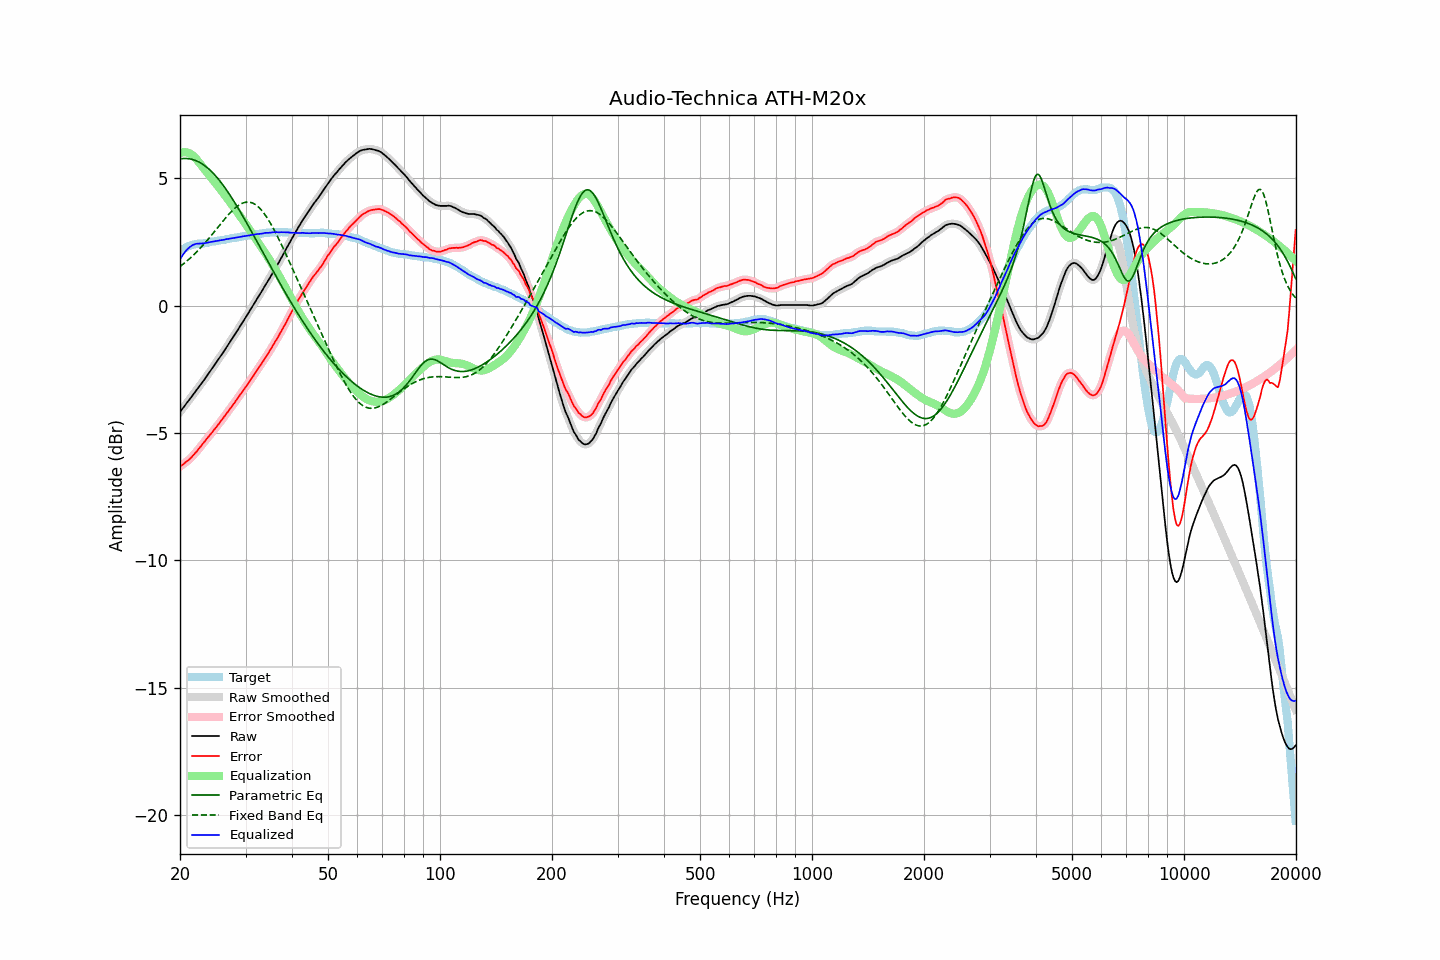 Audio-Technica ATH-M20x
Amplitude (dBr)
5
0
−5
−10
−15
−20
Target
Raw Smoothed
Error Smoothed
Raw
Error
Equalization
Parametric Eq
Fixed Band Eq
Equalized
20 50 100 200 500 1000 2000 5000 10000 20000
Frequency (Hz)